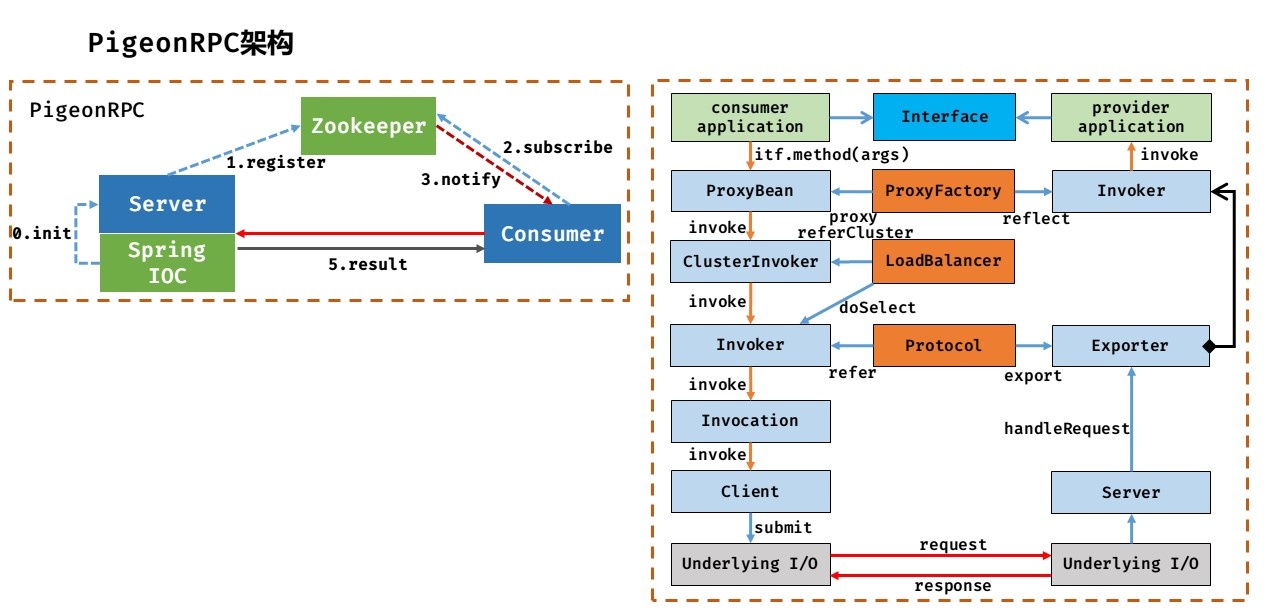 PigeonRPC架构
PigeonRPC
Zookeeper
1.register
2.subscribe
3.notify
Server
0.init
Spring
IOC
Consumer
5.result
consumer
application
Interface
provider
application
itf.method(args)
invoke
ProxyBean
ProxyFactory
Invoker
proxy
reflect
invoke
referCluster
ClusterInvoker
LoadBalancer
invoke
doSelect
Invoker
Protocol
Exporter
refer
export
invoke
Invocation
handleRequest
invoke
Client
Server
submit
Underlying I/O
request
response
Underlying I/O